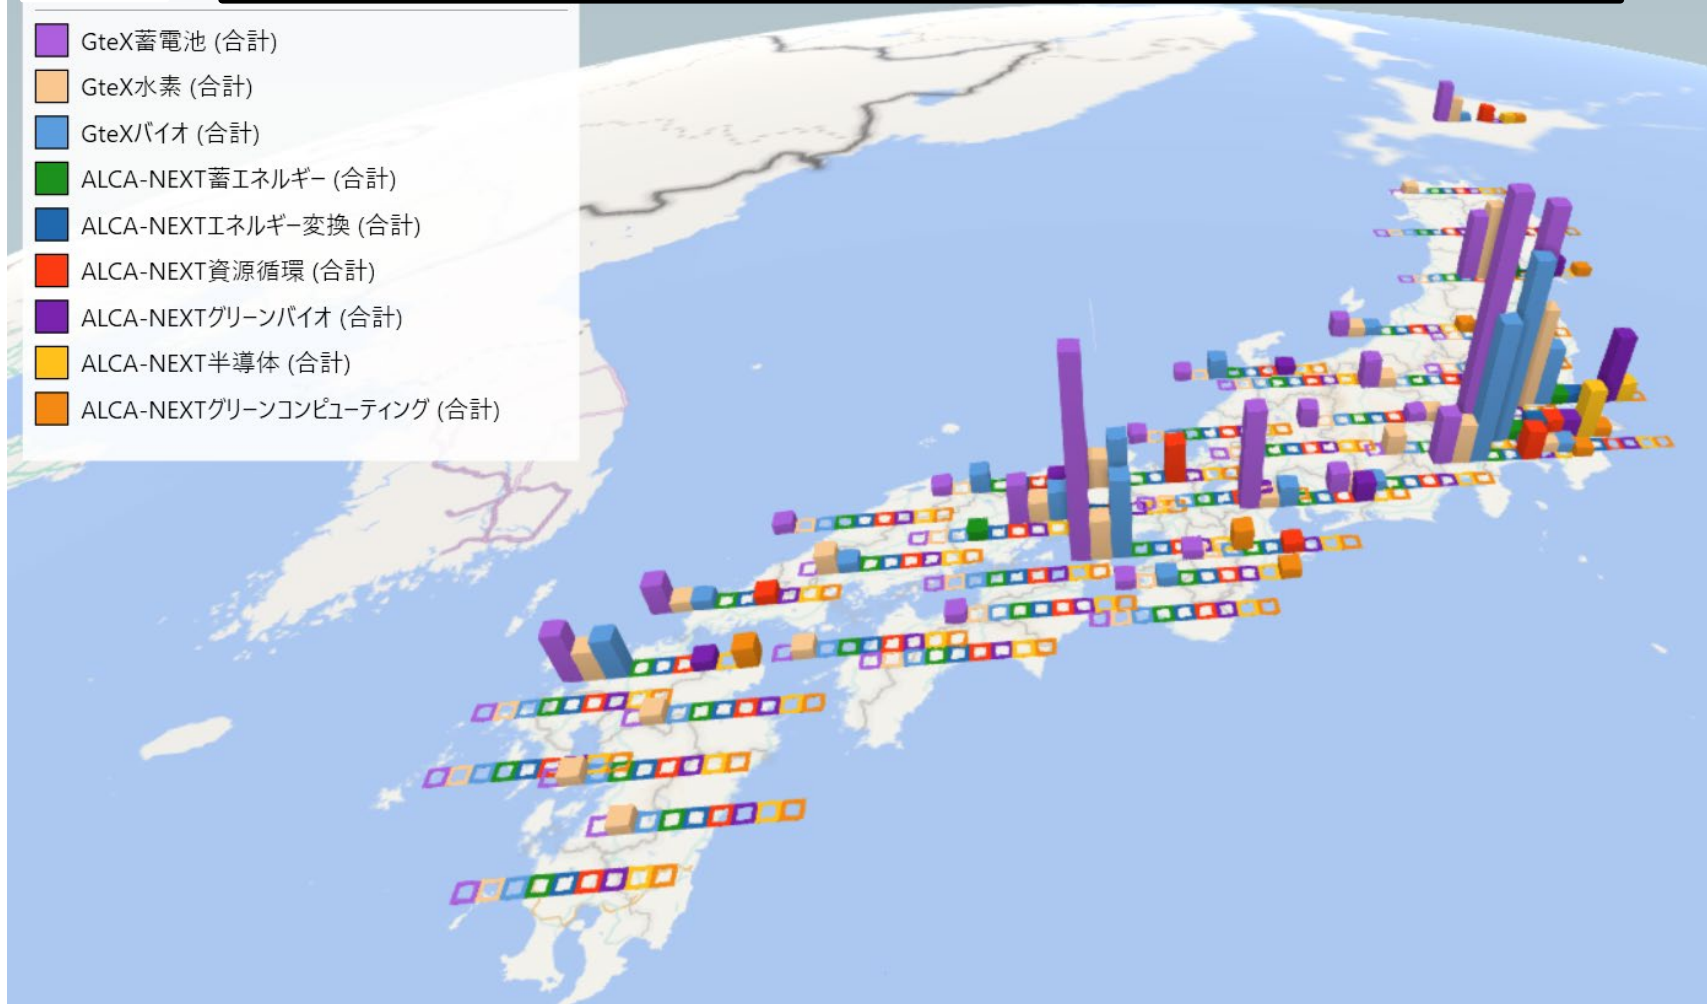 GteX蓄電池 (合計)
GteX水素 (合計)
GteXバイオ (合計)
ALCA-NEXT蓄エネルギー (合計)
ALCA-NEXTエネルギー変換 (合計)
ALCA-NEXT資源循環 (合計)
ALCA-NEXTグリーンバイオ (合計)
ALCA-NEXT半導体 (合計)
ALCA-NEXTグリーンコンピューティング (合計)